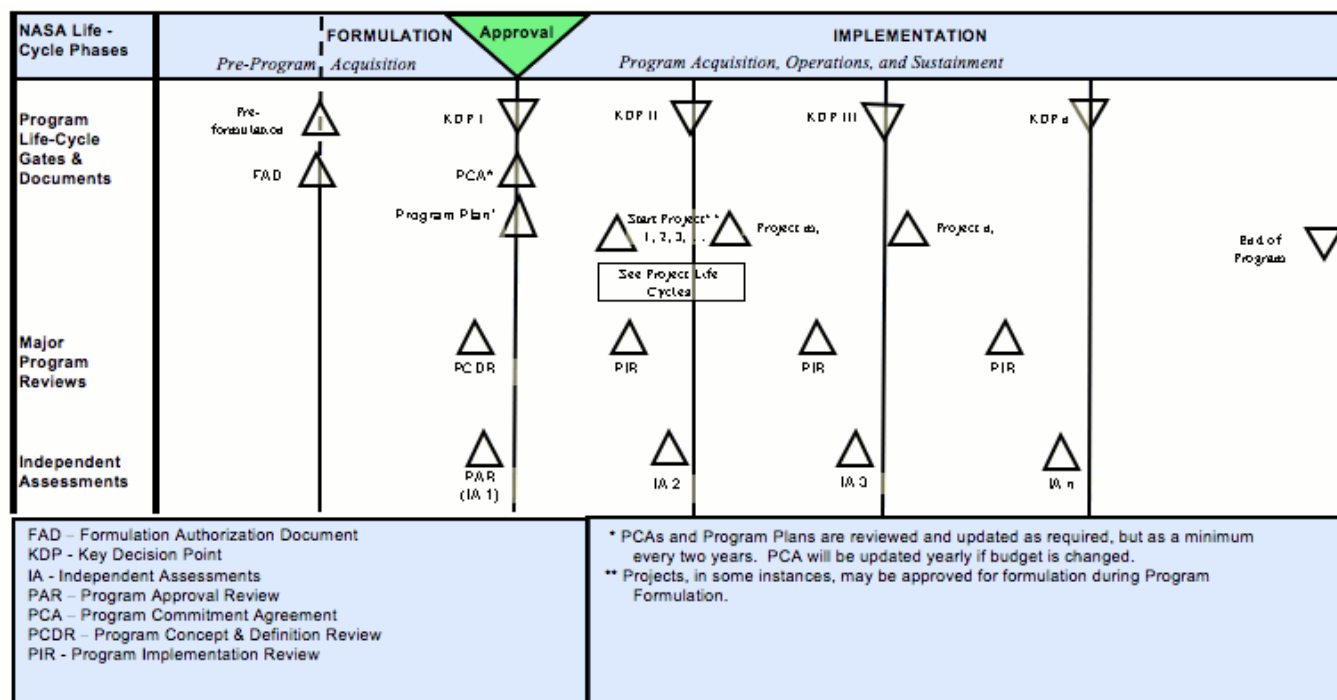 NASA Life -
Cycle Phases
FORMULATION
Approval
IMPLEMENTATION
Pre-Program
Acquisition
Program Acquisition, Operations, and Sustainment
Program
Life-Cycle
Gates &
Documents
Pre-
KDP I
KDP II
KDP III
FAD
PCA*
Program Plan*
Start Project**
1, 2, 3, . .
Project m,
See Project Life
Cycles
End of
Program
Major
Program
Reviews
PCDR
PIR
PIR
PIR
Independent
Assessments
PAR
(IA 1)
IA 2
IA 3
IA n
FAD – Formulation Authorization Document
KDP - Key Decision Point
IA - Independent Assessments
PAR – Program Approval Review
PCA – Program Commitment Agreement
PCDR – Program Concept & Definition Review
PIR - Program Implementation Review
* PCAs and Program Plans are reviewed and updated as required, but as a minimum
every two years.  PCA will be updated yearly if budget is changed.
** Projects, in some instances, may be approved for formulation during Program
Formulation.